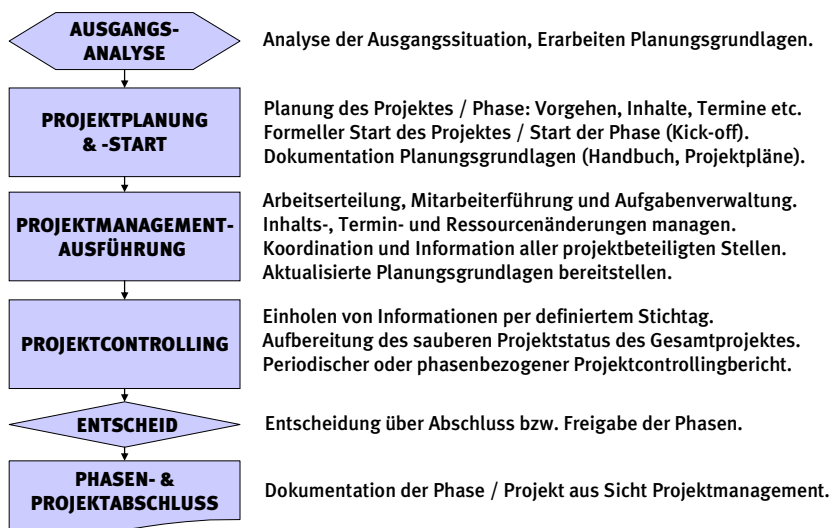 AUSGANGS-
ANALYSE
Analyse der Ausgangssituation, Erarbeiten Planungsgrundlagen.
PROJEKTPLANUNG
& -START
Planung des Projektes / Phase: Vorgehen, Inhalte, Termine etc.
Formeller Start des Projektes / Start der Phase (Kick-off).
Dokumentation Planungsgrundlagen (Handbuch, Projektpläne).
PROJEKTMANAGEMENT-
AUSFÜHRUNG
Arbeitserteilung, Mitarbeiterführung und Aufgabenverwaltung.
Inhalts-, Termin- und Ressourcenänderungen managen.
Koordination und Information aller projektbeteiligten Stellen.
Aktualisierte Planungsgrundlagen bereitstellen.
PROJEKTCONTROLLING
Einholen von Informationen per definiertem Stichtag.
Aufbereitung des sauberen Projektstatus des Gesamtprojektes.
Periodischer oder phasenbezogener Projektcontrollingbericht.
ENTSCHEID
Entscheidung über Abschluss bzw. Freigabe der Phasen.
PHASEN- &
PROJEKTABSCHLUSS
Dokumentation der Phase / Projekt aus Sicht Projektmanagement.